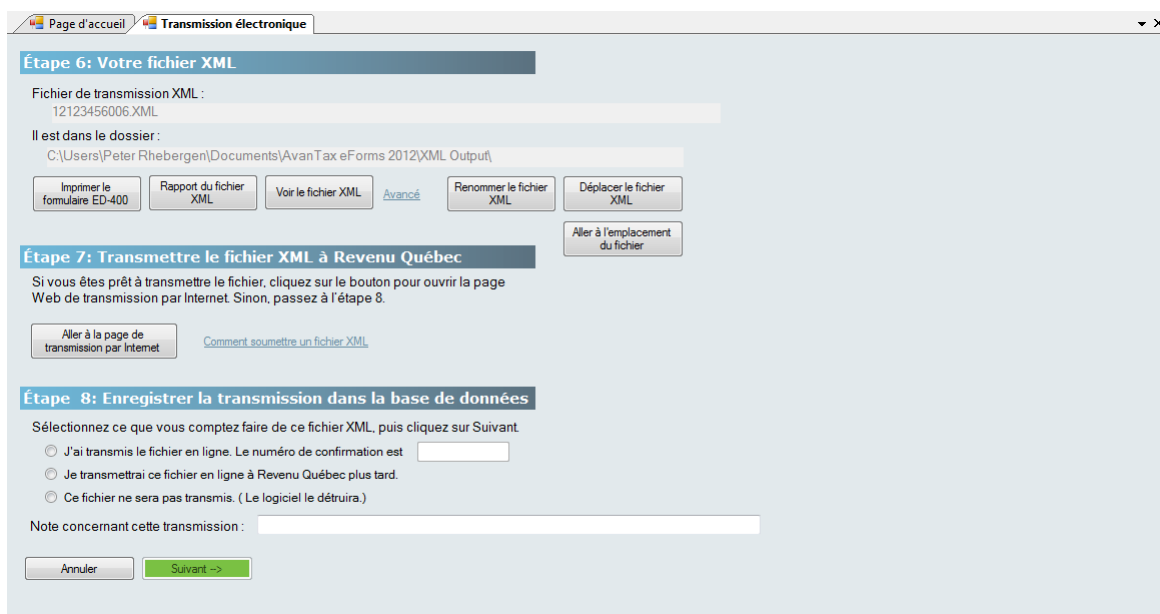 Page d'accueil Transmission électronique
Étape 6: Votre fichier XML
Fichier de transmission XML :
12123456006.XML
Il est dans le dossier :
C:\Users\Peter Rhebergen\Documents\AvanTax eForms 2012\XML Output\
Imprimer le
formulaire ED-400
Rapport du fichier
XML
Voir le fichier XML
Avancé
Renommer le fichier
XML
Déplacer le fichier
XML
Aller à l'emplacement
du fichier
Étape 7: Transmettre le fichier XML à Revenu Québec
Si vous êtes prêt à transmettre le fichier, cliquez sur le bouton pour ouvrir la page
Web de transmission par Internet. Sinon, passez à l'étape 8.
Aller à la page de
transmission par Internet
Comment soumettre un fichier XML
Étape 8: Enregistrer la transmission dans la base de données
Sélectionnez ce que vous comptez faire de ce fichier XML, puis cliquez sur Suivant.
J'ai transmis le fichier en ligne. Le numéro de confirmation est
Je transmettrai ce fichier en ligne à Revenu Québec plus tard.
Ce fichier ne sera pas transmis. ( Le logiciel le détruira.)
Note concernant cette transmission :
Annuler
Suivant -->